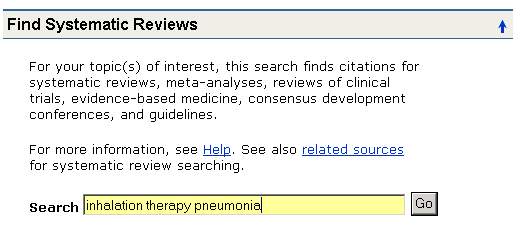 Find Systematic Reviews
For your topic(s) of interest, this search finds citations for
systematic reviews, meta-analyses, reviews of clinical
trials, evidence-based medicine, consensus development
conferences, and guidelines.
For more information, see Help. See also related sources
for systematic review searching.
Search inhalation therapy pneumonia Go